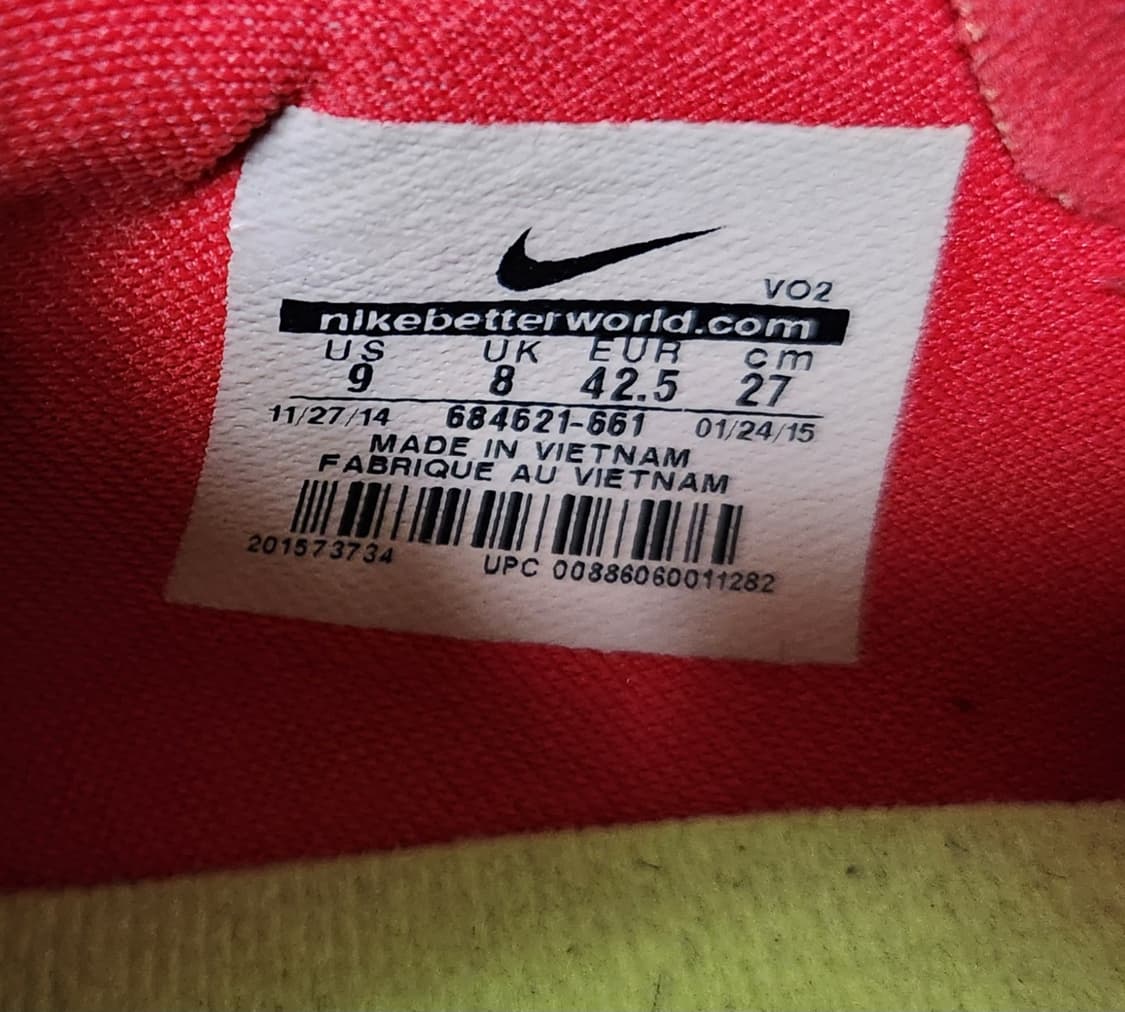 VO2
nikebetterworld.com
US UK EUR cm
9 8 42.5 27
11/27/14 684621-661 01/24/15
MADE IN VIETNAM
FABRIQUE AU VIETNAM
201573734 UPC 00886060011282